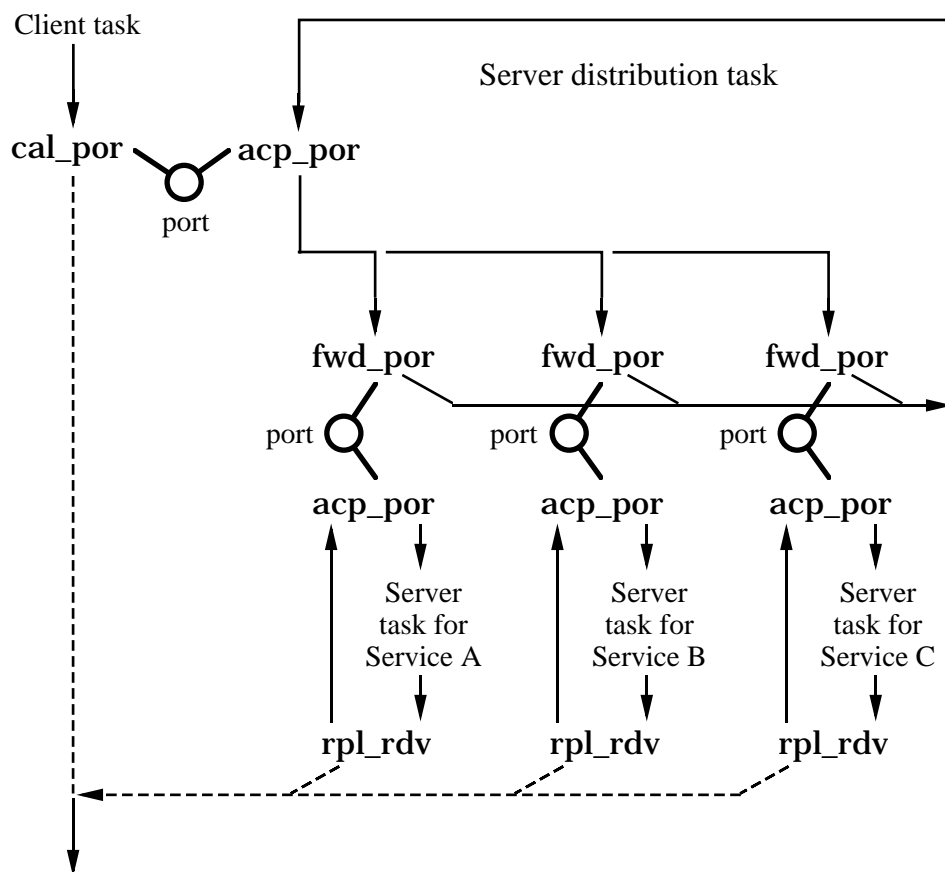 Client task
Server distribution task
cal_por
acp_por
port
fwd_por
fwd_por
fwd_por
port
port
port
acp_por
acp_por
acp_por
Server
task for
Service A
Server
task for
Service B
Server
task for
Service C
rpl_rdv
rpl_rdv
rpl_rdv